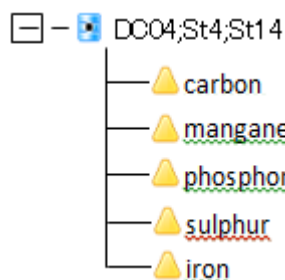 DC04;St4;St14
carbon
mangane
phosphor
sulphur
iron